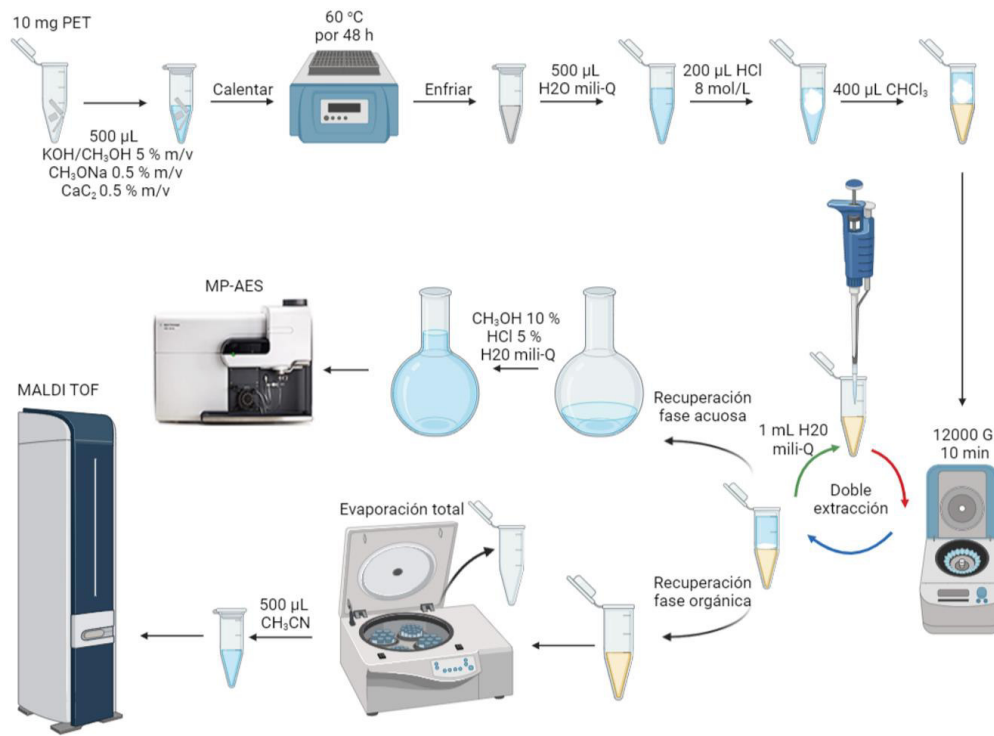 10 mg PET
500 µL
KOH/CH₃OH 5 % m/v
CH₃ONa 0.5 % m/v
CaC₂ 0.5 % m/v
Calentar
60 ºC
por 48 h
Enfriar
500 µL
H2O mili-Q
200 µL HCl
8 mol/L
400 µL CHCl₃
12000 G
10 min
1 mL H20
mili-Q
Doble
extracción
Recuperación
fase acuosa
CH₃OH 10 %
HCl 5 %
H20 mili-Q
MP-AES
Recuperación
fase orgánica
Evaporación total
500 µL
CH₃CN
MALDI TOF